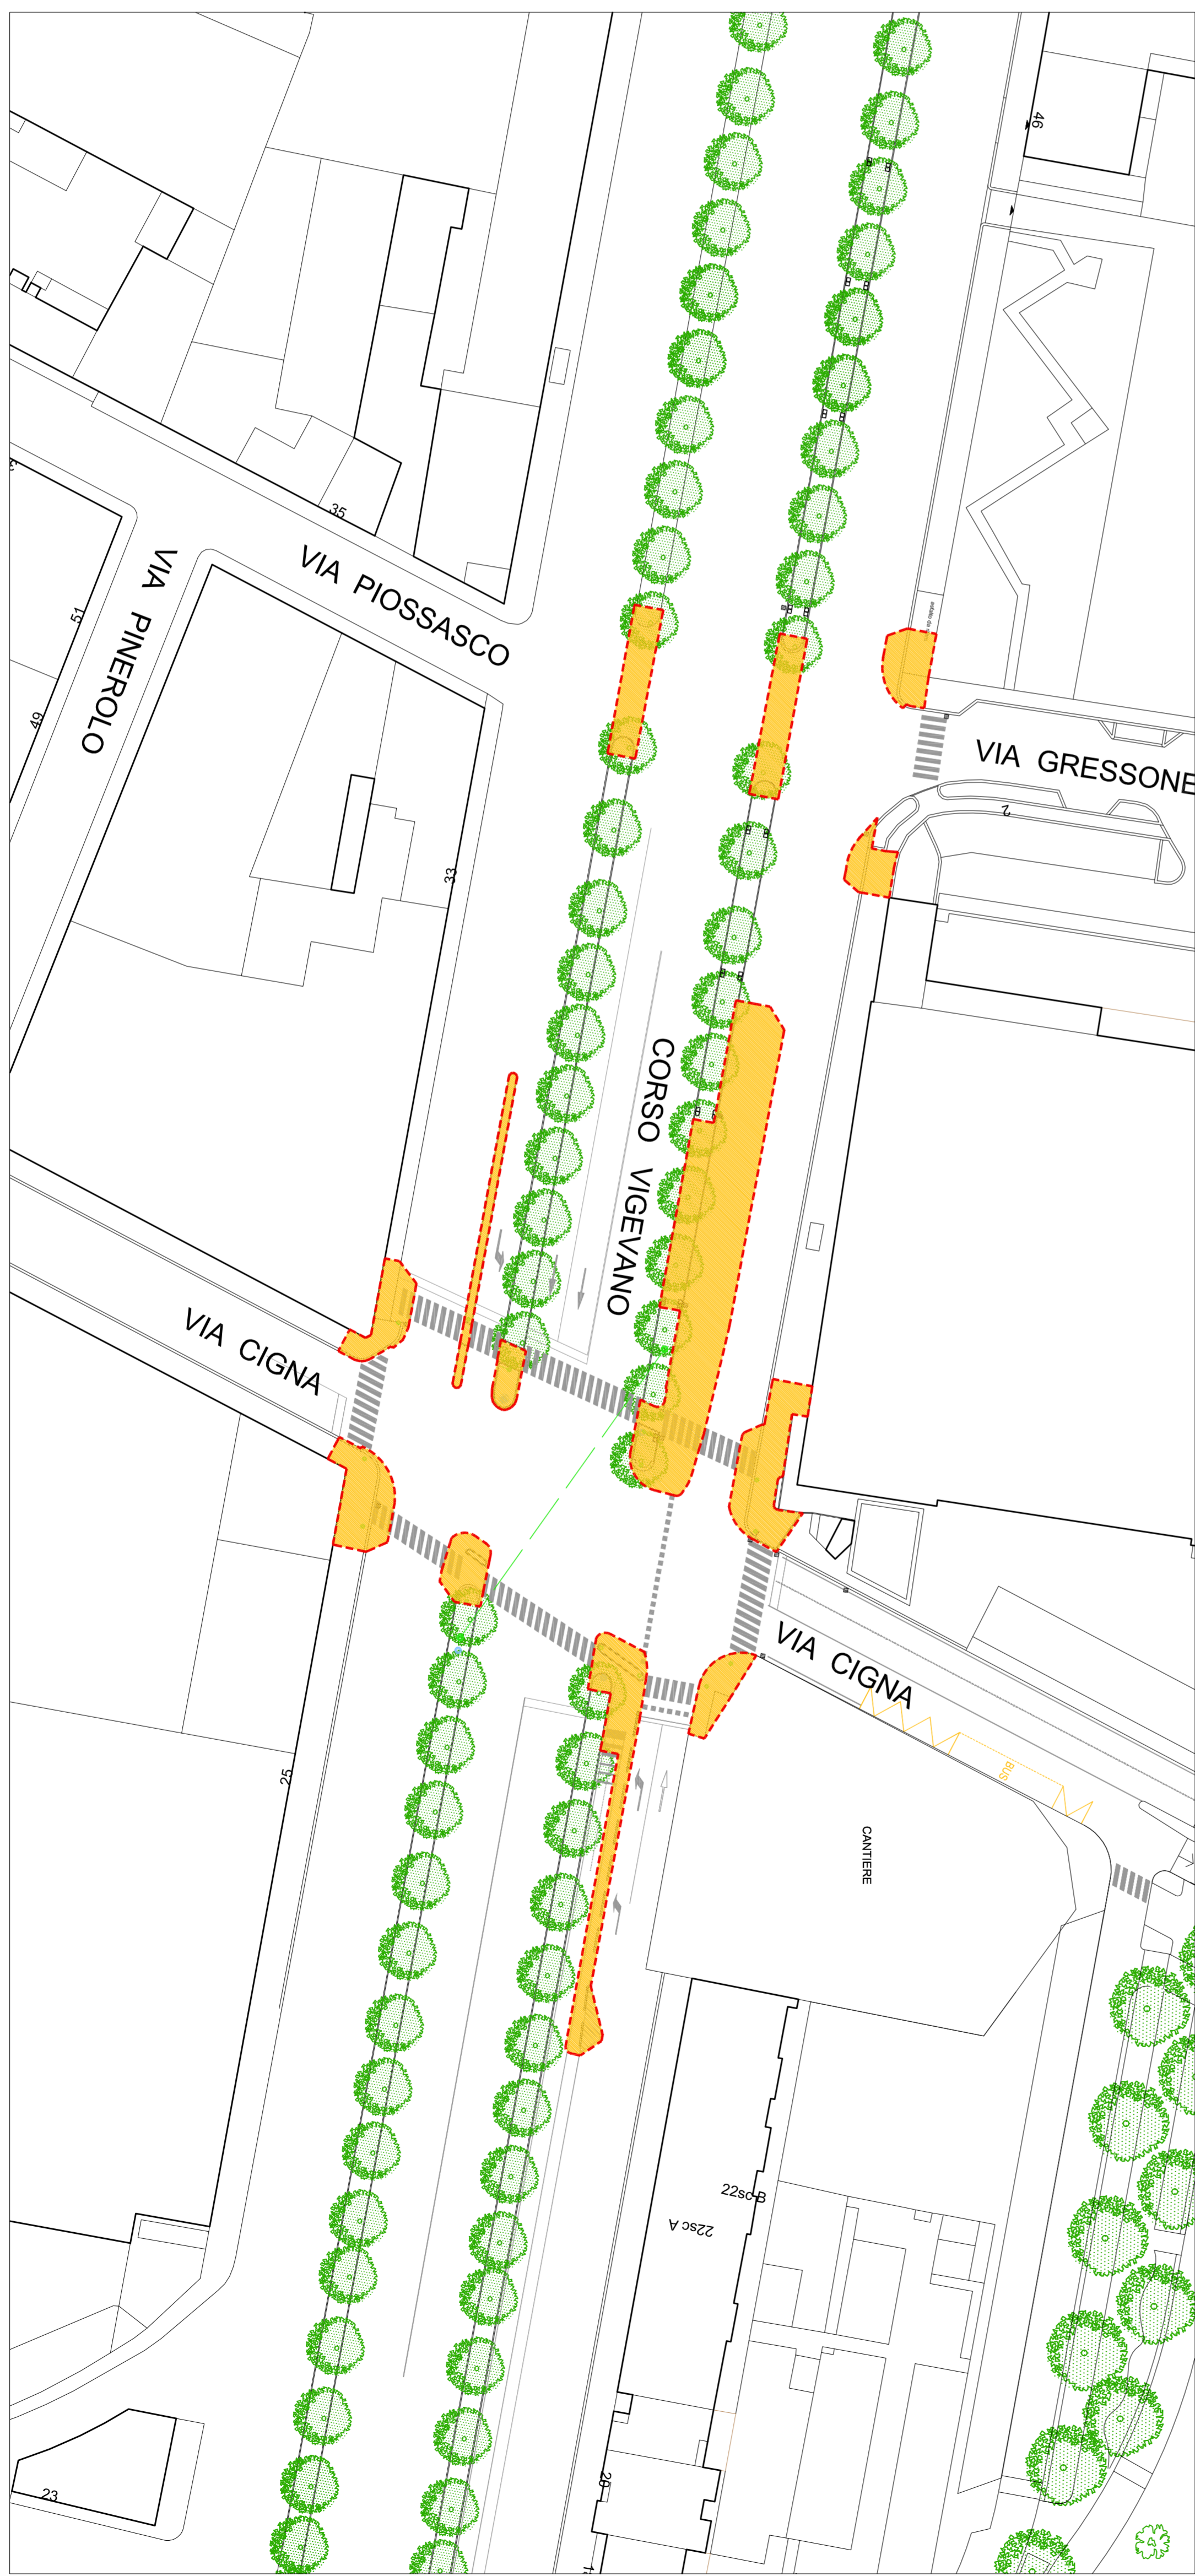 46
35
VIA PIOSSASCO
VIA PINEROLO
51
49
VIA GRESSONE
2
33
CORSO VIGEVANO
VIA CIGNA
VIA CIGNA
BUS
25
CANTIERE
22sc B
22sc A
20
23